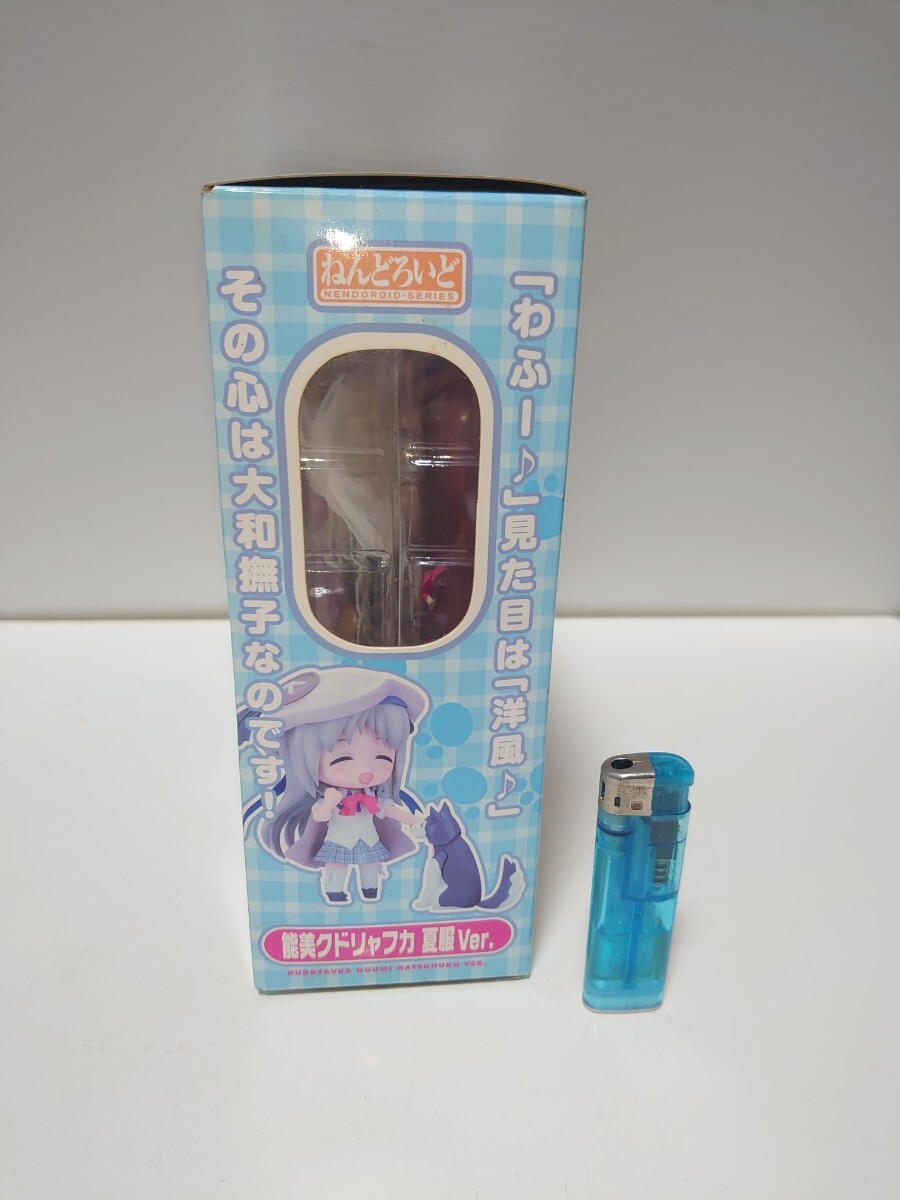 ねんどろいど
NENDOROID-SERIES
「わふー♪」見た目は「洋風♪」
その心は大和撫子なのです!
能美クドリャフカ 夏服Ver.
KUDRYAVKA NOUMI NATSUHUKU VER.